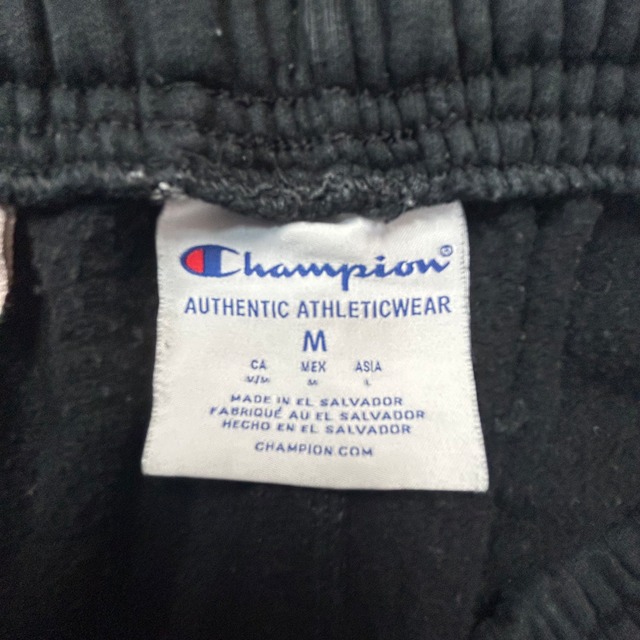 Champion®
AUTHENTIC ATHLETICWEAR
M
CA MEX ASIA
M/M M L
MADE IN EL SALVADOR
FABRIQUÉ AU EL SALVADOR
HECHO EN EL SALVADOR
CHAMPION.COM